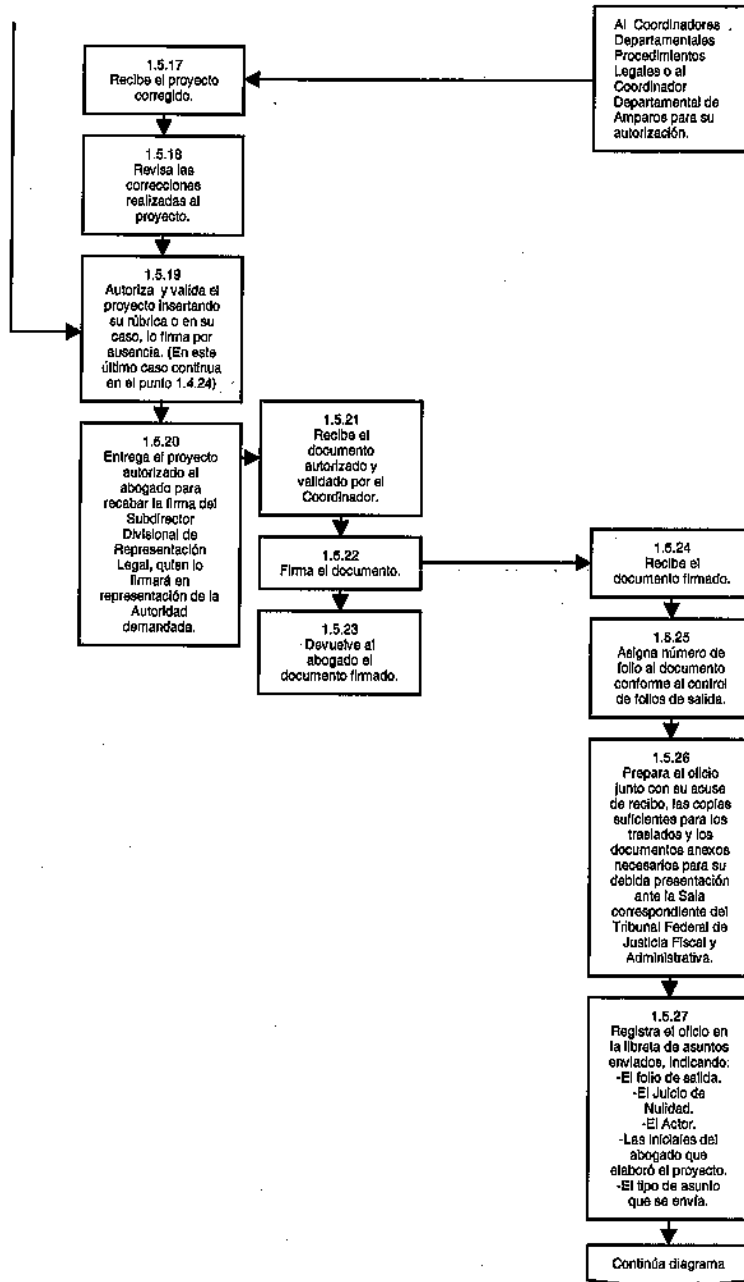 Al Coordinadores
Departamentales
Procedimientos
Legales o al
Coordinador
Departamental de
Amparos para su
autorización.
1.5.17
Recibe el proyecto
corregido.
1.5.18
Revisa las
correcciones
realizadas al
proyecto.
1.5.19
Autoriza y valida el
proyecto insertando
su rúbrica o en su
caso, lo firma por
ausencia. (En este
último caso continua
en el punto 1.4.24)
1.5.20
Entrega el proyecto
autorizado al
abogado para
recabar la firma del
Subdirector
Divisional de
Representación
Legal, quien lo
firmará en
representación de la
Autoridad
demandada.
1.5.21
Recibe el
documento
autorizado y
validado por el
Coordinador.
1.5.22
Firma el documento.
1.5.23
Devuelve al
abogado el
documento firmado.
1.5.24
Recibe el
documento firmado.
1.5.25
Asigna número de
folio al documento
conforme al control
de folios de salida.
1.5.26
Prepara el oficio
junto con su acuse
de recibo, las copias
suficientes para los
traslados y los
documentos anexos
necesarios para su
debida presentación
ante la Sala
correspondiente del
Tribunal Federal de
Justicia Fiscal y
Administrativa.
1.5.27
Registra el oficio en
la libreta de asuntos
enviados, indicando:
-El folio de salida.
-El Juicio de
Nulidad.
-El Actor.
-Las iniciales del
abogado que
elaboró el proyecto.
-El tipo de asunto
que se envía.
Continúa diagrama